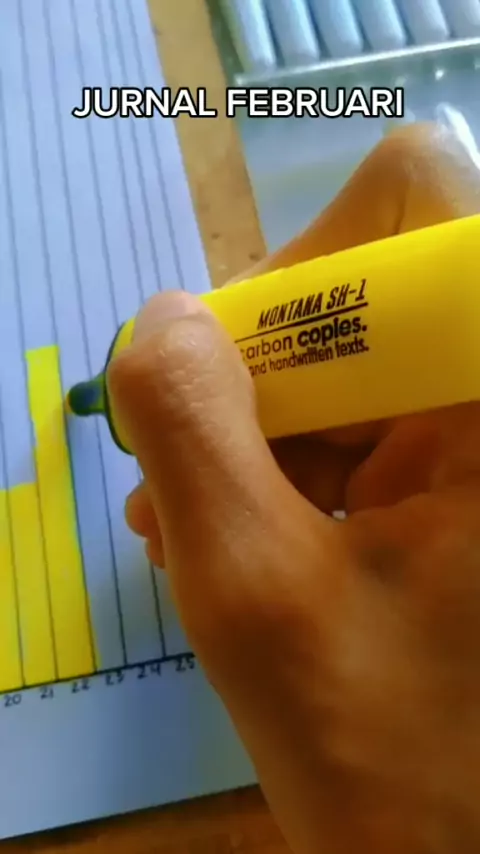 JURNAL FEBRUARI
MONTANA SH-1
carbon copies.
and handwritten texts.
20 21 22 23 24 25